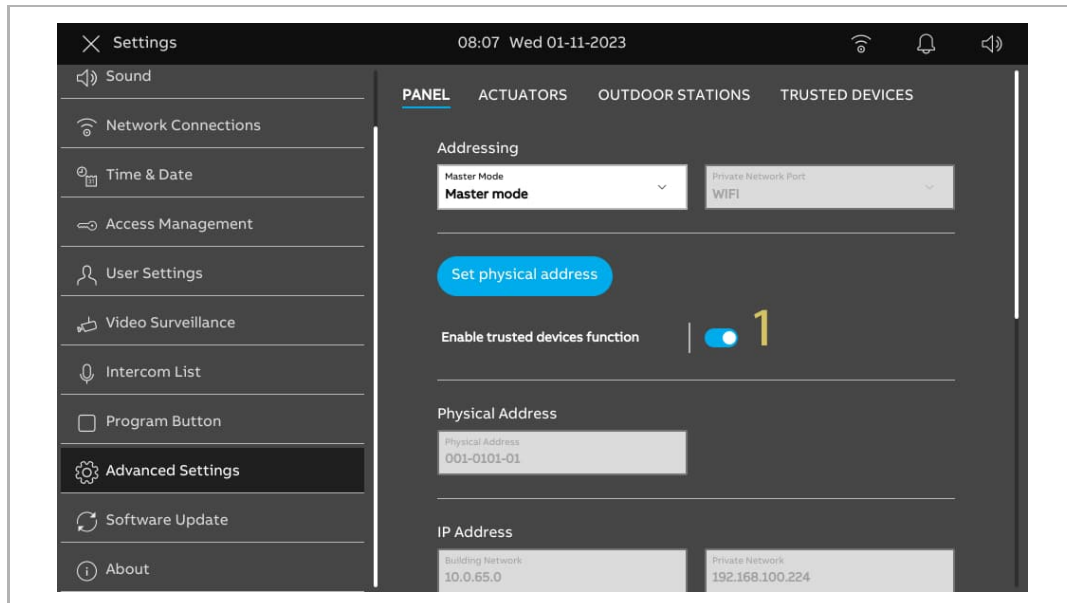 Settings
08:07 Wed 01-11-2023
Sound
Network Connections
31
Time & Date
Access Management
User Settings
Video Surveillance
Intercom List
Program Button
Advanced Settings
Software Update
About
PANEL ACTUATORS OUTDOOR STATIONS TRUSTED DEVICES
Addressing
Master Mode
Master mode
Private Network Port
WIFI
Set physical address
Enable trusted devices function
1
Physical Address
Physical Address
001-0101-01
IP Address
Building Network
10.0.65.0
Private Network
192.168.100.224